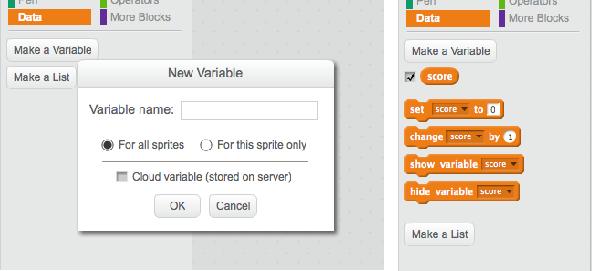 Pen Operators
Data More Blocks
Make a Variable
Make a List
New Variable
Variable name:
For all sprites For this sprite only
Cloud variable (stored on server)
OK Cancel
Pen Operators
Data More Blocks
Make a Variable
score
set score to 0
change score by 1
show variable score
hide variable score
Make a List